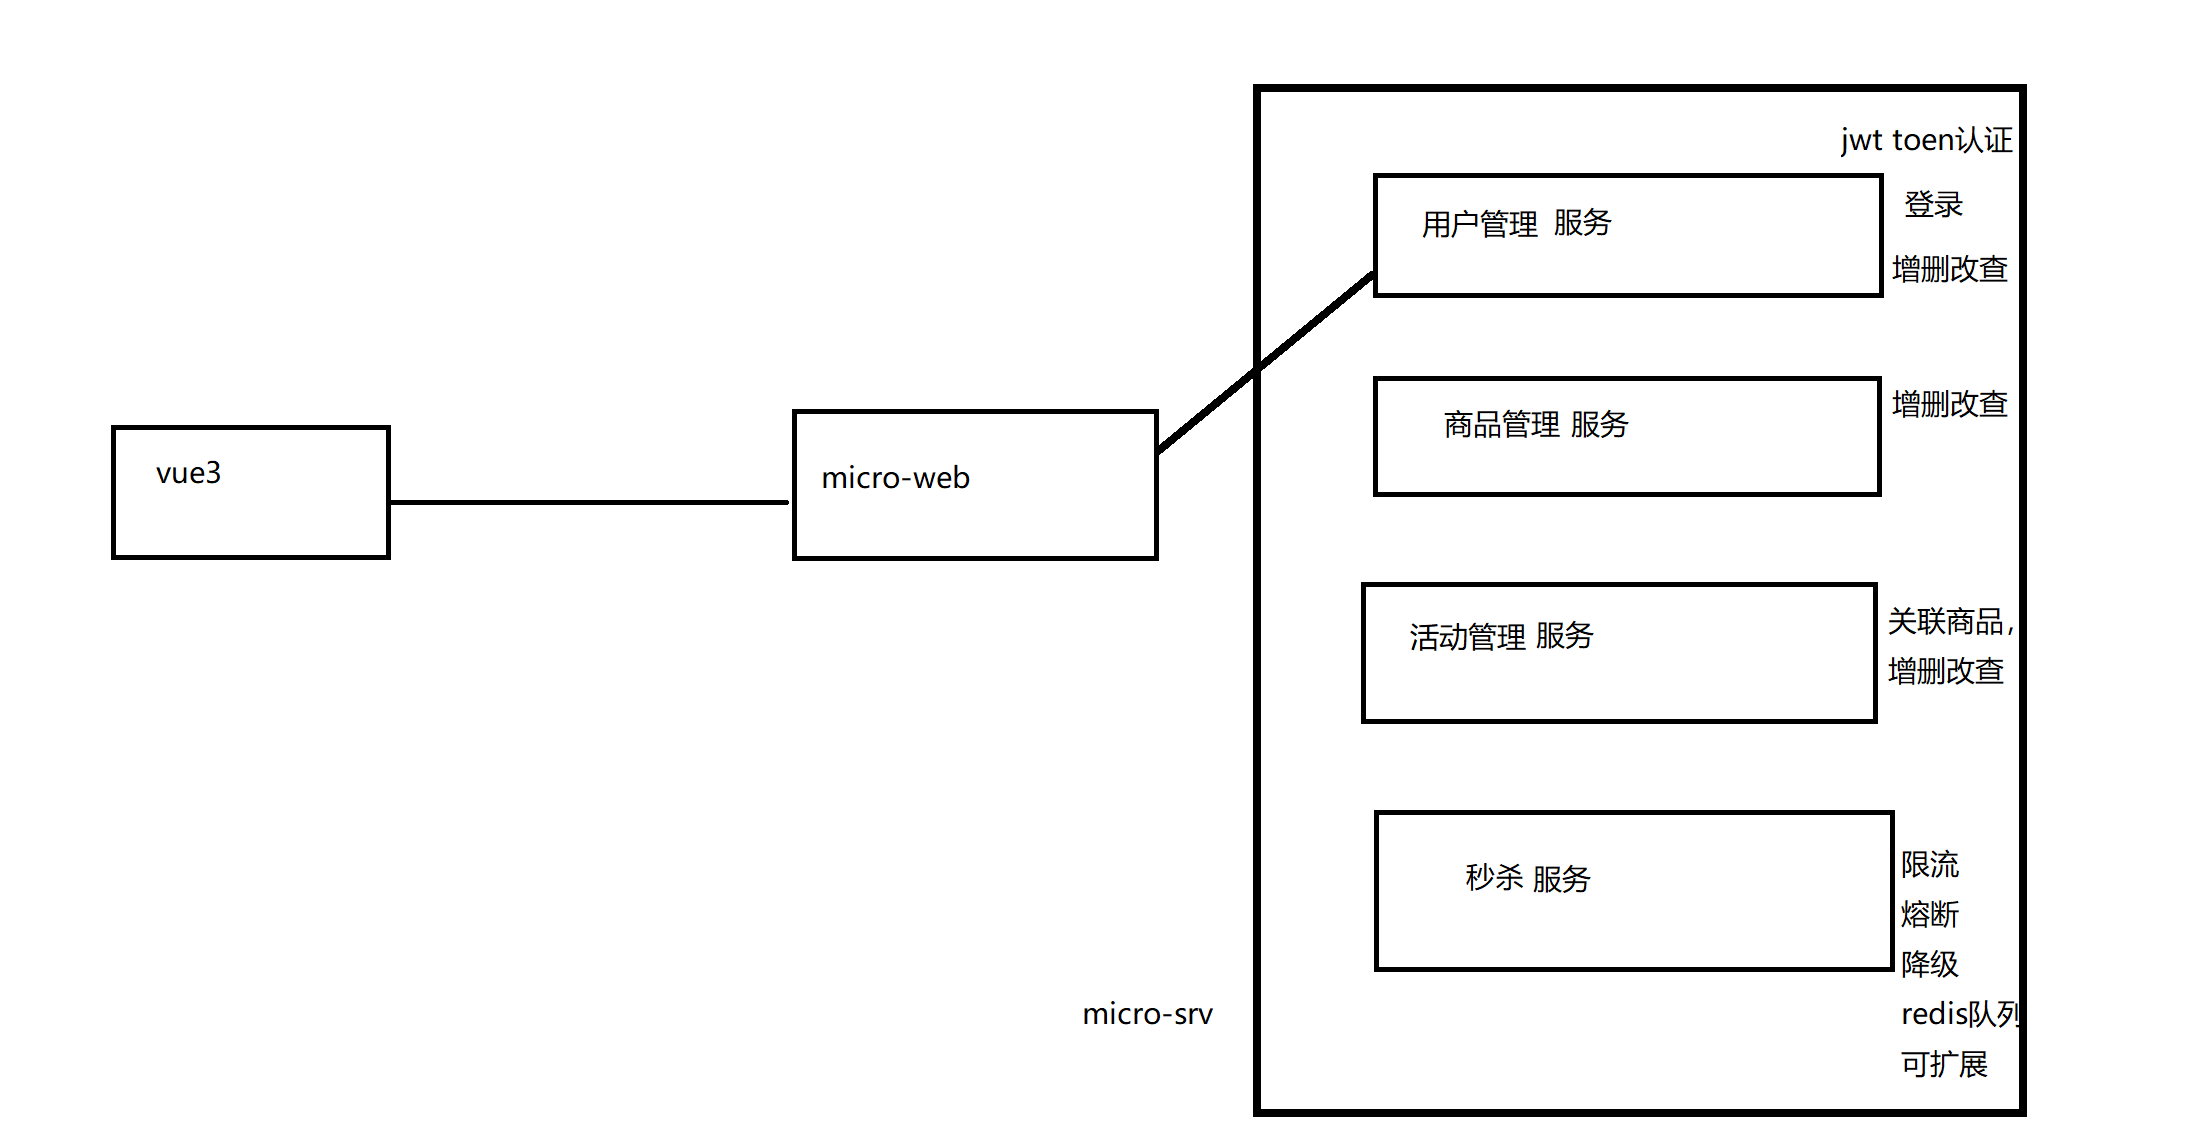 jwt toen认证
用户管理 服务
登录
增删改查
商品管理 服务
增删改查
vue3
micro-web
活动管理 服务
关联商品，
增删改查
秒杀 服务
限流
熔断
降级
micro-srv
redis队列
可扩展